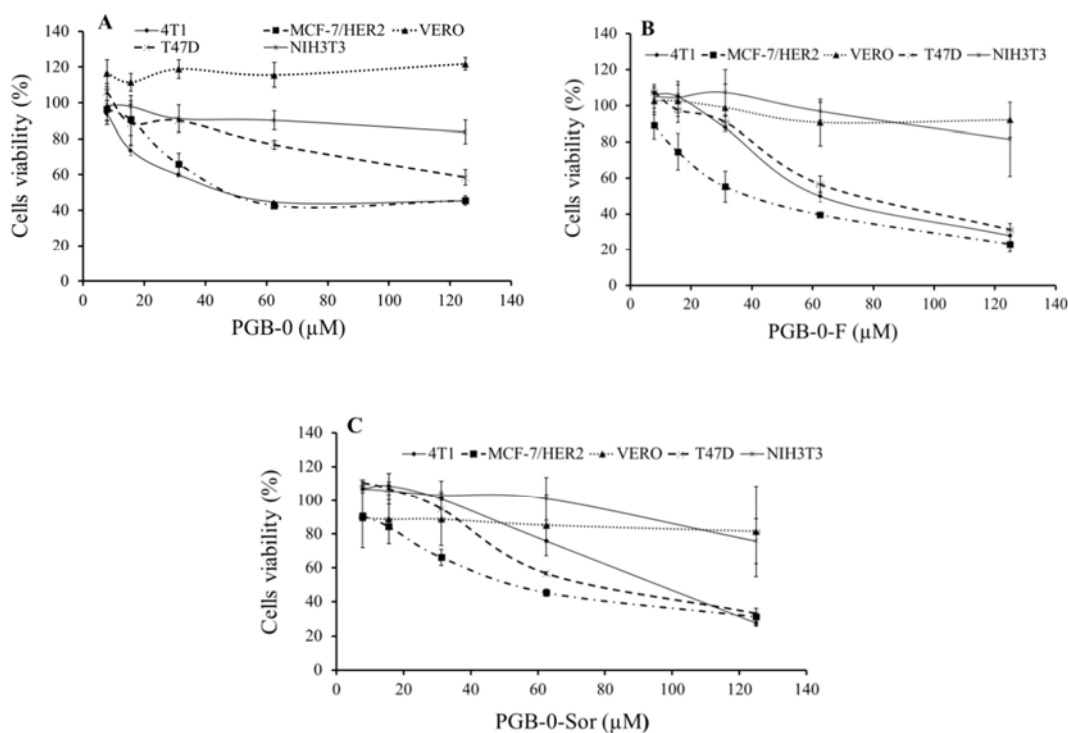 A
4T1 MCF-7/HER2 VERO
T47D NIH3T3
140
120
100
80
60
40
20
0
Cells viability (%)
0 20 40 60 80 100 120 140
PGB-0 (µM)
B
4T1 MCF-7/HER2 VERO T47D NIH3T3
140
120
100
80
60
40
20
0
Cells viability (%)
0 20 40 60 80 100 120 140
PGB-0-F (µM)
C
4T1 MCF-7/HER2 VERO T47D NIH3T3
140
120
100
80
60
40
20
0
Cells viability (%)
0 20 40 60 80 100 120 140
PGB-0-Sor (µM)